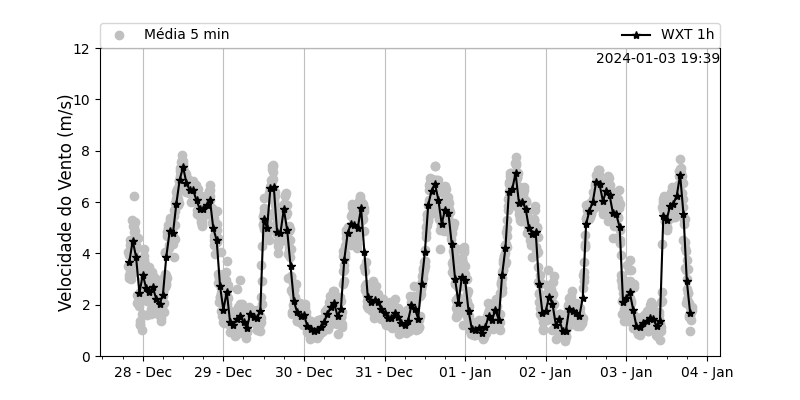 Média 5 min
WXT 1h
2024-01-03 19:39
Velocidade do Vento (m/s)
12
10
8
6
4
2
0
28 - Dec
29 - Dec
30 - Dec
31 - Dec
01 - Jan
02 - Jan
03 - Jan
04 - Jan